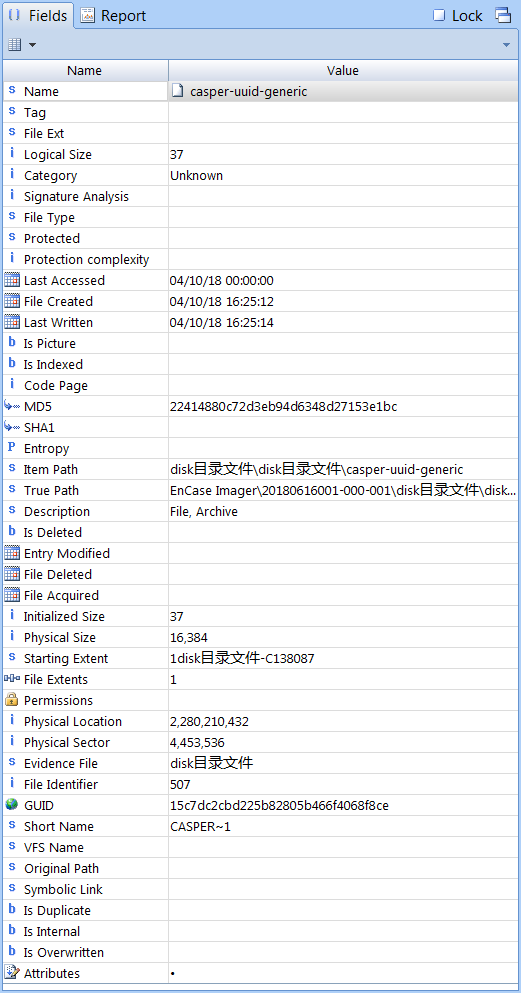 Fields Report Lock
Name Value
Name casper-uuid-generic
Tag
File Ext
Logical Size 37
Category Unknown
Signature Analysis
File Type
Protected
Protection complexity
Last Accessed 04/10/18 00:00:00
File Created 04/10/18 16:25:12
Last Written 04/10/18 16:25:14
Is Picture
Is Indexed
Code Page
MD5 22414880c72d3eb94d6348d27153e1bc
SHA1
Entropy
Item Path disk目录文件\disk目录文件\casper-uuid-generic
True Path EnCase Imager\20180616001-000-001\disk目录文件\disk...
Description File, Archive
Is Deleted
Entry Modified
File Deleted
File Acquired
Initialized Size 37
Physical Size 16,384
Starting Extent 1disk目录文件-C138087
File Extents 1
Permissions
Physical Location 2,280,210,432
Physical Sector 4,453,536
Evidence File disk目录文件
File Identifier 507
GUID 15c7dc2cbd225b82805b466f4068f8ce
Short Name CASPER~1
VFS Name
Original Path
Symbolic Link
Is Duplicate
Is Internal
Is Overwritten
Attributes •